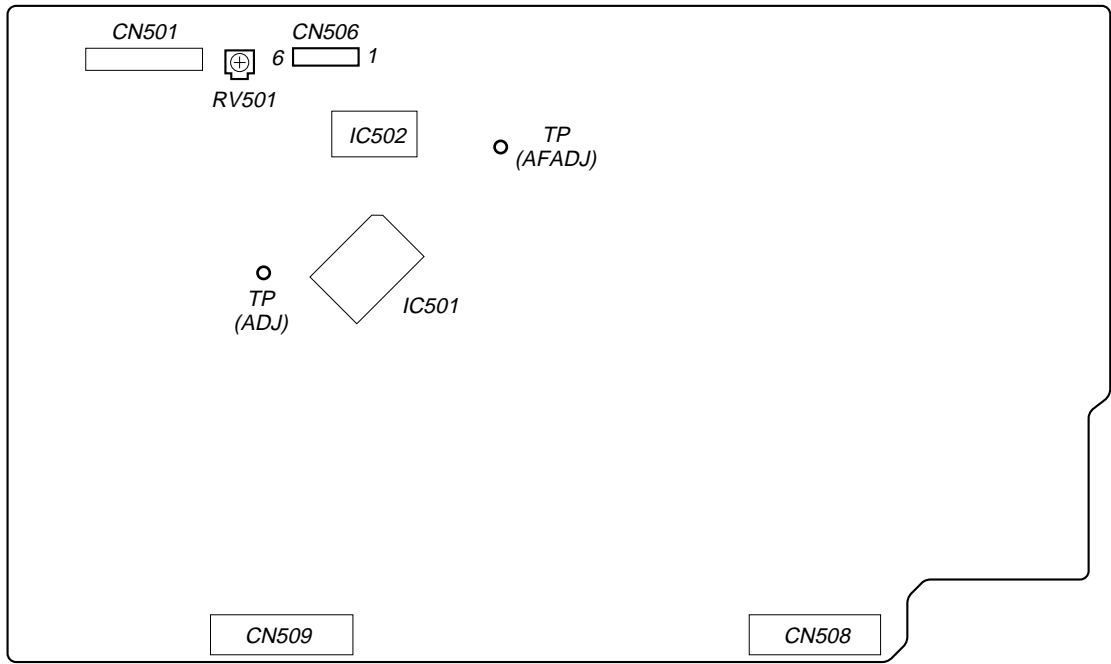 CN501
CN506
6
1
RV501
IC502
TP
(AFADJ)
TP
(ADJ)
IC501
CN509
CN508